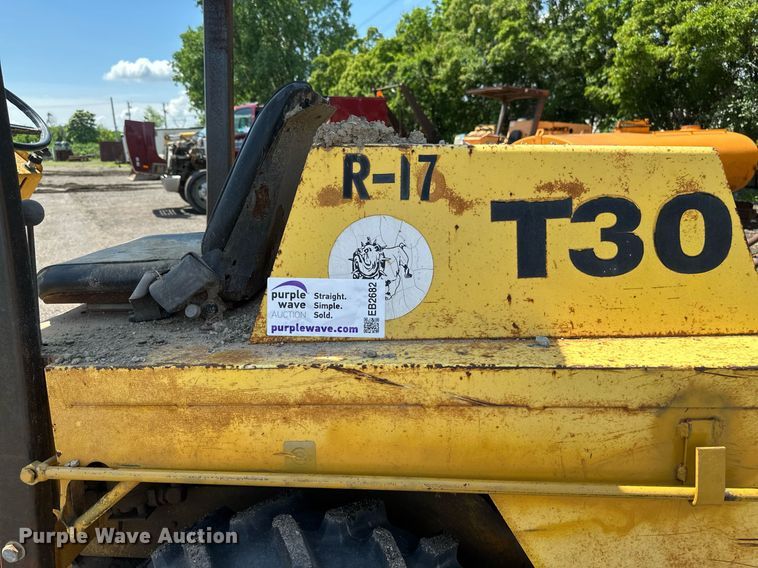 R-17
T30
purple
wave
AUCTION
Straight.
Simple.
Sold.
purplewave.com
EB2682
Purple Wave Auction